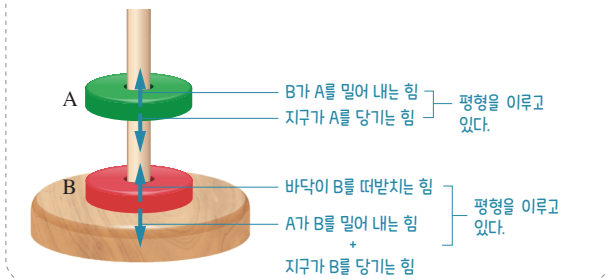 A
B가 A를 밀어 내는 힘
지구가 A를 당기는 힘
평형을 이루고
있다.
B
바닥이 B를 떠받치는 힘
A가 B를 밀어 내는 힘
+
지구가 B를 당기는 힘
평형을 이루고
있다.